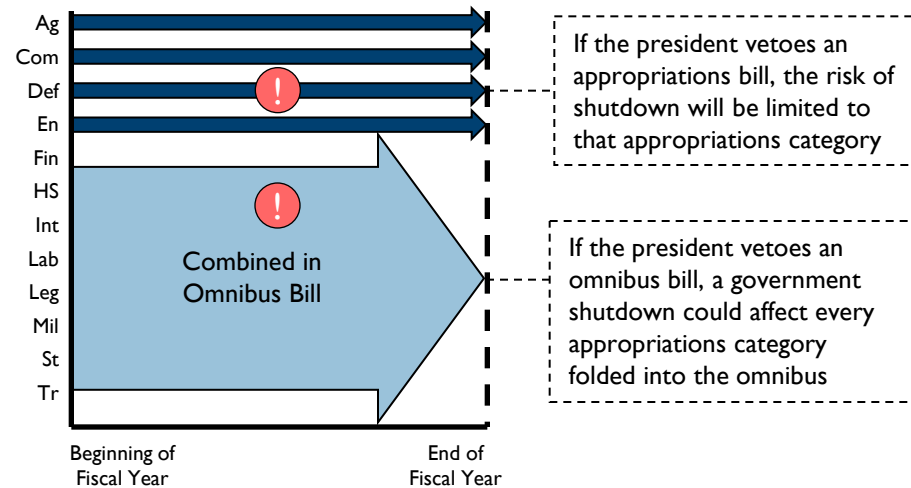 Ag
Com
Def
En
Fin
HS
Int
Lab
Leg
Mil
St
Tr
!
!
Combined in
Omnibus Bill
Beginning of
Fiscal Year
End of
Fiscal Year
If the president vetoes an
appropriations bill, the risk of
shutdown will be limited to
that appropriations category
If the president vetoes an
omnibus bill, a government
shutdown could affect every
appropriations category
folded into the omnibus